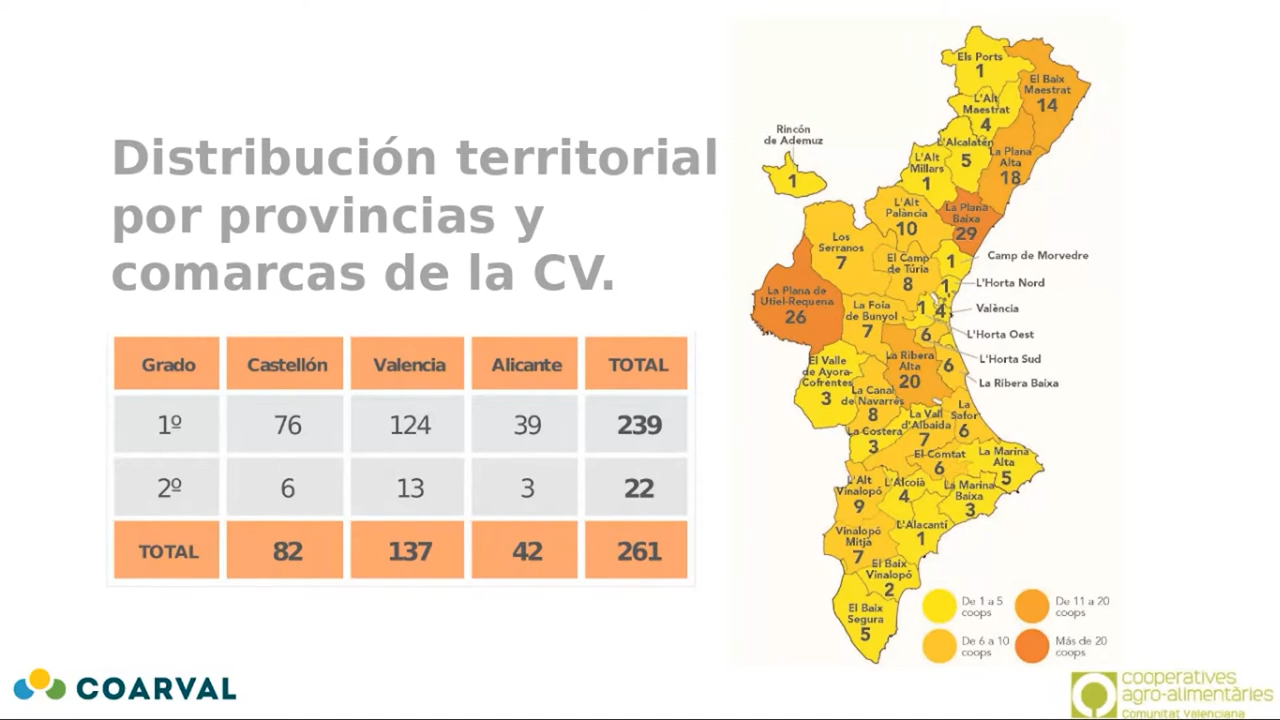 Distribución territorial
por provincias y
comarcas de la CV.
Grado Castellón Valencia Alicante TOTAL
1º 76 124 39 239
2º 6 13 3 22
TOTAL 82 137 42 261
Els Ports
1
El Baix
Maestrat
14
L'Alt
Maestrat
4
Rincón
de Ademuz
1
L'Alcalatén
5
La Plana
Alta
18
L'Alt
Millars
1
L'Alt
Palància
10
La Plana
Baixa
29
Los
Serranos
7
El Camp
de Túria
8
1
Camp de Morvedre
1
L'Horta Nord
La Plana de
Utiel-Requena
26
La Foia
de Bunyol
7
1
4
València
L'Horta Oest
6
L'Horta Sud
6
La Ribera Baixa
La Ribera
Alta
20
El Valle
de Ayora-
Cofrentes
3
La Canal
de Navarrés
8
La
Safor
6
La Vall
d'Albaida
7
La Costera
3
El Comtat
6
La Marina
Alta
5
L'Alt
Vinalopó
9
L'Alcoià
4
La Marina
Baixa
3
L'Alacantí
1
Vinalopó
Mitjà
7
El Baix
Vinalopó
2
El Baix
Segura
5
De 1 a 5
coops
De 11 a 20
coops
De 6 a 10
coops
Más de 20
coops
COARVAL
cooperatives
agro-alimentàries
Comunitat Valenciana